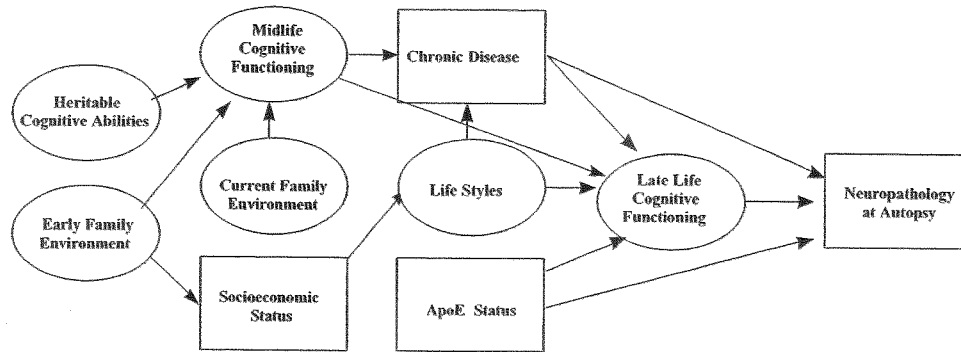 Midlife
Cognitive
Functioning
Chronic Disease
Heritable
Cognitive Abilities
Current Family
Environment
Life Styles
Late Life
Cognitive
Functioning
Neuropathology
at Autopsy
Early Family
Environment
Socioeconomic
Status
ApoE Status